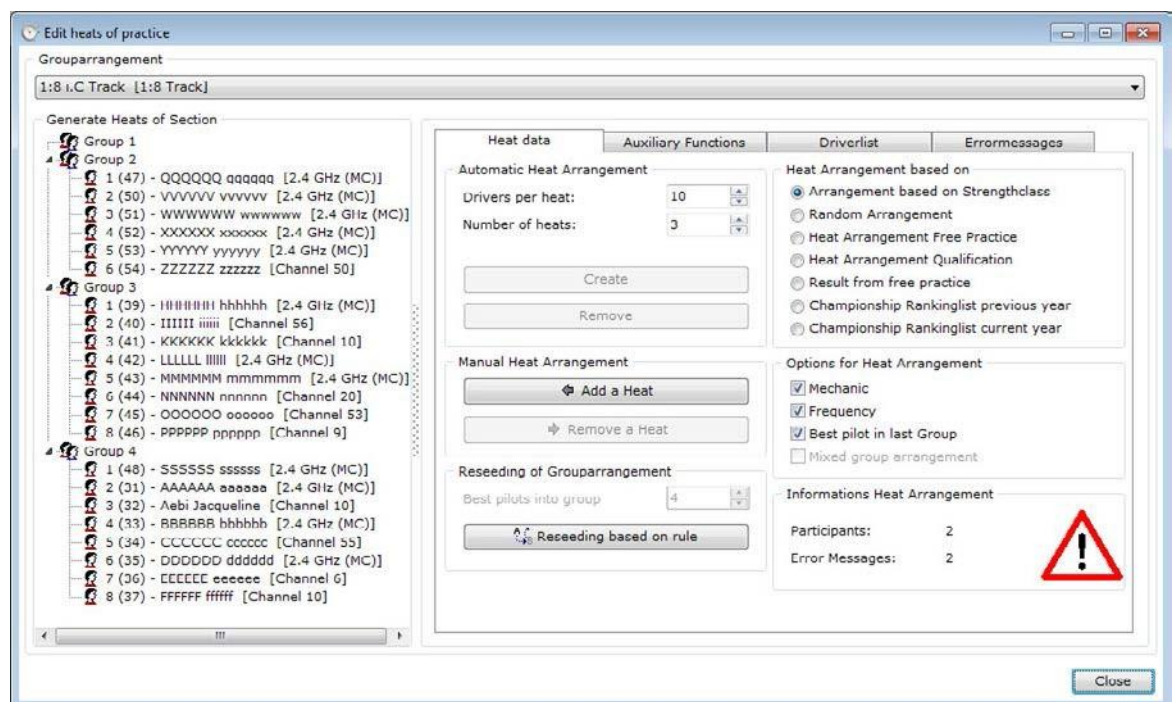 Edit heats of practice
Grouparrangement
1:8 I.C Track [1:8 Track]
Generate Heats of Section
Group 1
Group 2
1 (47) - QQQQQQ qqqqqq [2.4 GHz (MC)]
2 (50) - VVVVVV vvvvvv [2.4 GHz (MC)]
3 (51) - WWWWWW wwwwww [2.4 GHz (MC)]
4 (52) - XXXXXX xxxxxx [2.4 GHz (MC)]
5 (53) - YYYYYY yyyyyy [2.4 GHz (MC)]
6 (54) - ZZZZZZ zzzzzz [Channel 50]
Group 3
1 (39) - HHHHHH hhhhhh [2.4 GHz (MC)]
2 (40) - IIIIII iiiiii [Channel 56]
3 (41) - KKKKKK kkkkkk [Channel 10]
4 (42) - LLLLLL llllll [2.4 GHz (MC)]
5 (43) - MMMMMM mmmmmm [2.4 GHz (MC)]
6 (44) - NNNNNN nnnnnn [Channel 20]
7 (45) - OOOOOO oooooo [Channel 53]
8 (46) - PPPPPP pppppp [Channel 9]
Group 4
1 (48) - SSSSSS ssssss [2.4 GHz (MC)]
2 (31) - AAAAAA aaaaaa [2.4 GHz (MC)]
3 (32) - Aebi Jacqueline [Channel 10]
4 (33) - BBBBBB bbbbbb [2.4 GHz (MC)]
5 (34) - CCCCCC cccccc [Channel 55]
6 (35) - DDDDDD dddddd [2.4 GHz (MC)]
7 (36) - EEEEEE eeeeee [Channel 6]
8 (37) - FFFFFF ffffff [Channel 10]
Heat data
Auxiliary Functions
Driverlist
Errormessages
Automatic Heat Arrangement
Drivers per heat: 10
Number of heats: 3
Create
Remove
Manual Heat Arrangement
Add a Heat
Remove a Heat
Reseeding of Grouparrangement
Best pilots into group 4
Reseeding based on rule
Heat Arrangement based on
Arrangement based on Strengthclass
Random Arrangement
Heat Arrangement Free Practice
Heat Arrangement Qualification
Result from free practice
Championship Rankinglist previous year
Championship Rankinglist current year
Options for Heat Arrangement
Mechanic
Frequency
Best pilot in last Group
Mixed group arrangement
Informations Heat Arrangement
Participants: 2
Error Messages: 2
Close